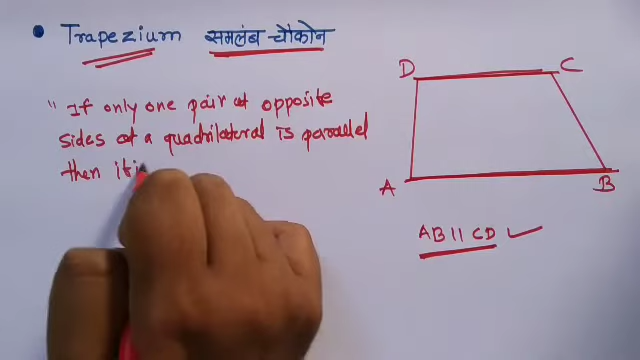 Trapezium समलंब चौकोन
"If only one pair of opposite
sides of a quadrilateral is parallel
then it i
D
C
A
B
AB || CD ✓